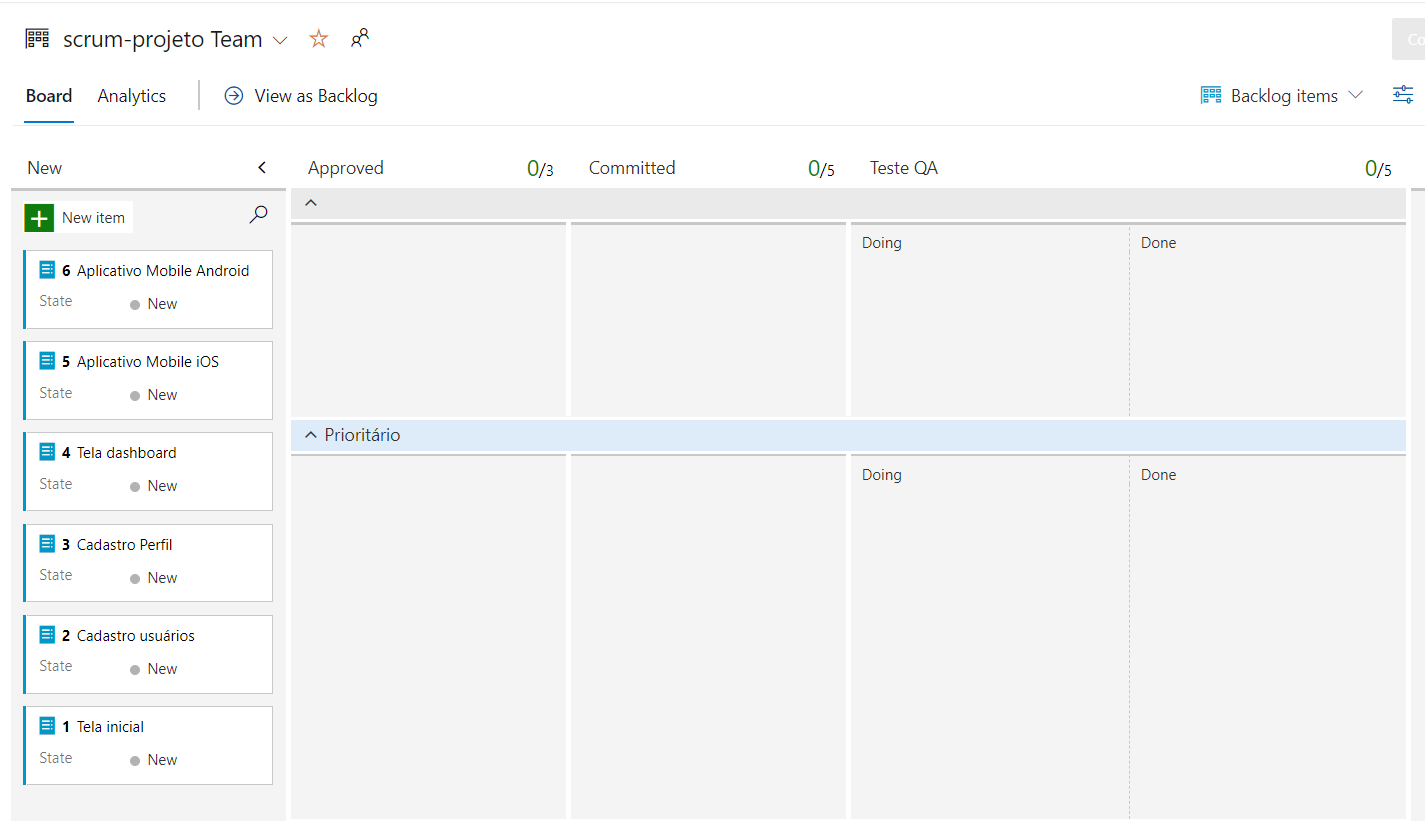 scrum-projeto Team
Co
Board Analytics View as Backlog Backlog items
New Approved 0/3 Committed 0/5 Teste QA 0/5
New item
6 Aplicativo Mobile Android
State New
5 Aplicativo Mobile iOS
State New
4 Tela dashboard
State New
3 Cadastro Perfil
State New
2 Cadastro usuários
State New
1 Tela inicial
State New
Doing Done
Prioritário
Doing Done